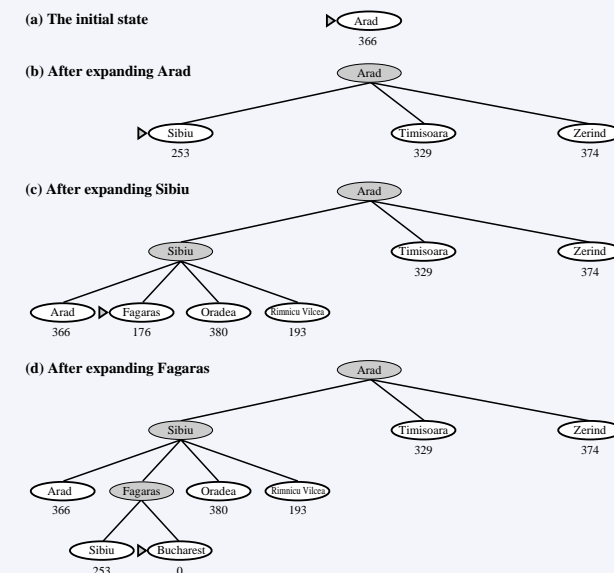 (a) The initial state
Arad
366
(b) After expanding Arad
Arad
Sibiu Timisoara Zerind
253 329 374
(c) After expanding Sibiu
Arad
Sibiu Timisoara Zerind
329 374
Arad Fagaras Oradea Rimnicu Vilcea
366 176 380 193
(d) After expanding Fagaras
Arad
Sibiu Timisoara Zerind
329 374
Arad Fagaras Oradea Rimnicu Vilcea
366 380 193
Sibiu Bucharest
253 0